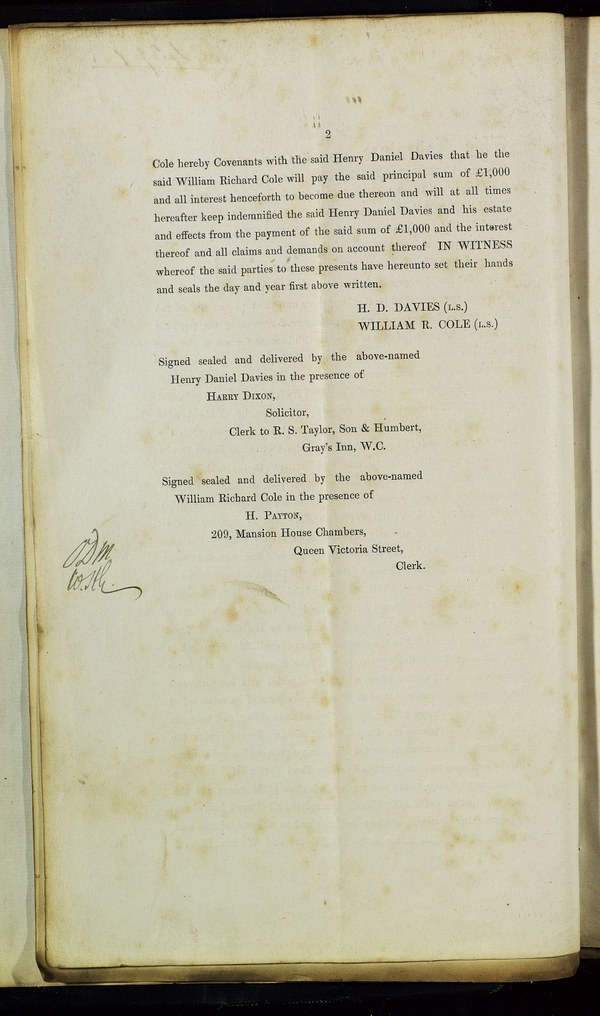 2
Cole hereby Covenants with the said Henry Daniel Davies that he the
said William Richard Cole will pay the said principal sum of £1,000
and all interest henceforth to become due thereon and will at all times
hereafter keep indemnified the said Henry Daniel Davies and his estate
and effects from the payment of the said sum of £1,000 and the interest
thereof and all claims and demands on account thereof IN WITNESS
whereof the said parties to these presents have hereunto set their hands
and seals the day and year first above written.
H. D. DAVIES (L.S.)
WILLIAM R. COLE (L.S.)
Signed sealed and delivered by the above-named
Henry Daniel Davies in the presence of
HARRY DIXON,
Solicitor,
Clerk to R. S. Taylor, Son & Humbert,
Gray's Inn, W.C.
Signed sealed and delivered by the above-named
William Richard Cole in the presence of
H. PAYTON,
209, Mansion House Chambers,
Queen Victoria Street,
Clerk.